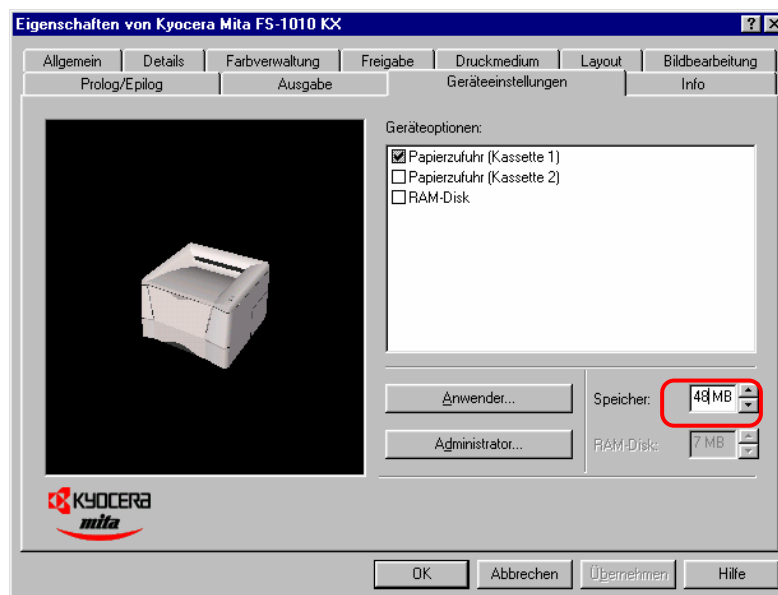 Eigenschaften von Kyocera Mita FS-1010 KX
Allgemein Details Farbverwaltung Freigabe Druckmedium Layout Bildbearbeitung
Prolog/Epilog Ausgabe Geräteeinstellungen Info
Geräteoptionen:
Papierzufuhr (Kassette 1)
Papierzufuhr (Kassette 2)
RAM-Disk
Anwender... Speicher: 48 MB
Administrator... RAM-Disk: 7 MB
KYOCERA
mita
OK Abbrechen Übernehmen Hilfe